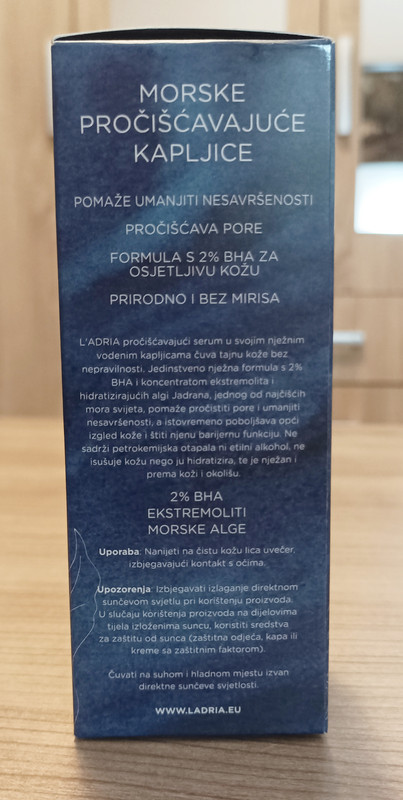 MORSKE
PROČIŠĆAVAJUĆE
KAPLJICE
POMAŽE UMANJITI NESAVRŠENOSTI
PROČIŠĆAVA PORE
FORMULA S 2% BHA ZA
OSJETLJIVU KOŽU
PRIRODNO I BEZ MIRISA
L'ADRIA pročišćavajući serum u svojim nježnim
vodenim kapljicama čuva tajnu kože bez
nepravilnosti. Jedinstveno nježna formula s 2%
BHA i koncentratom ekstremolita i
hidratizirajućih algi Jadrana, jednog od najčišćih
mora svijeta, pomaže pročistiti pore i umanjiti
nesavršenosti, a istovremeno poboljšava opći
izgled kože i štiti njenu barijernu funkciju. Ne
sadrži petrokemijska otapala ni etilni alkohol, ne
isušuje kožu nego ju hidratizira, te je nježan i
prema koži i okolišu.
2% BHA
EKSTREMOLITI
MORSKE ALGE
Uporaba: Nanijeti na čistu kožu lica uvečer,
izbjegavajući kontakt s očima.
Upozorenja: Izbjegavati izlaganje direktnom
sunčevom svjetlu pri korištenju proizvoda.
U slučaju korištenja proizvoda na dijelovima
tijela izloženima suncu, koristiti sredstva
za zaštitu od sunca (zaštitna odjeća, kapa ili
kreme sa zaštitnim faktorom).
Čuvati na suhom i hladnom mjestu izvan
direktne sunčeve svjetlosti.
WWW.LADRIA.EU